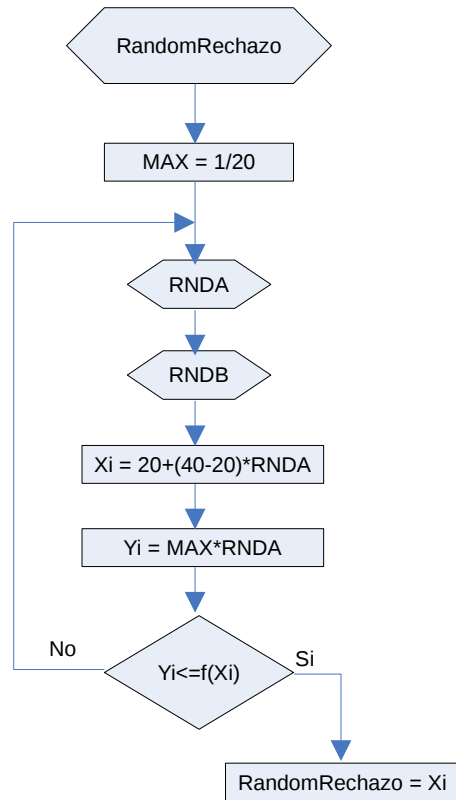 RandomRechazo
MAX = 1/20
RNDA
RNDB
Xi = 20+(40-20)*RNDA
Yi = MAX*RNDA
Yi<=f(Xi)
No
Si
RandomRechazo = Xi